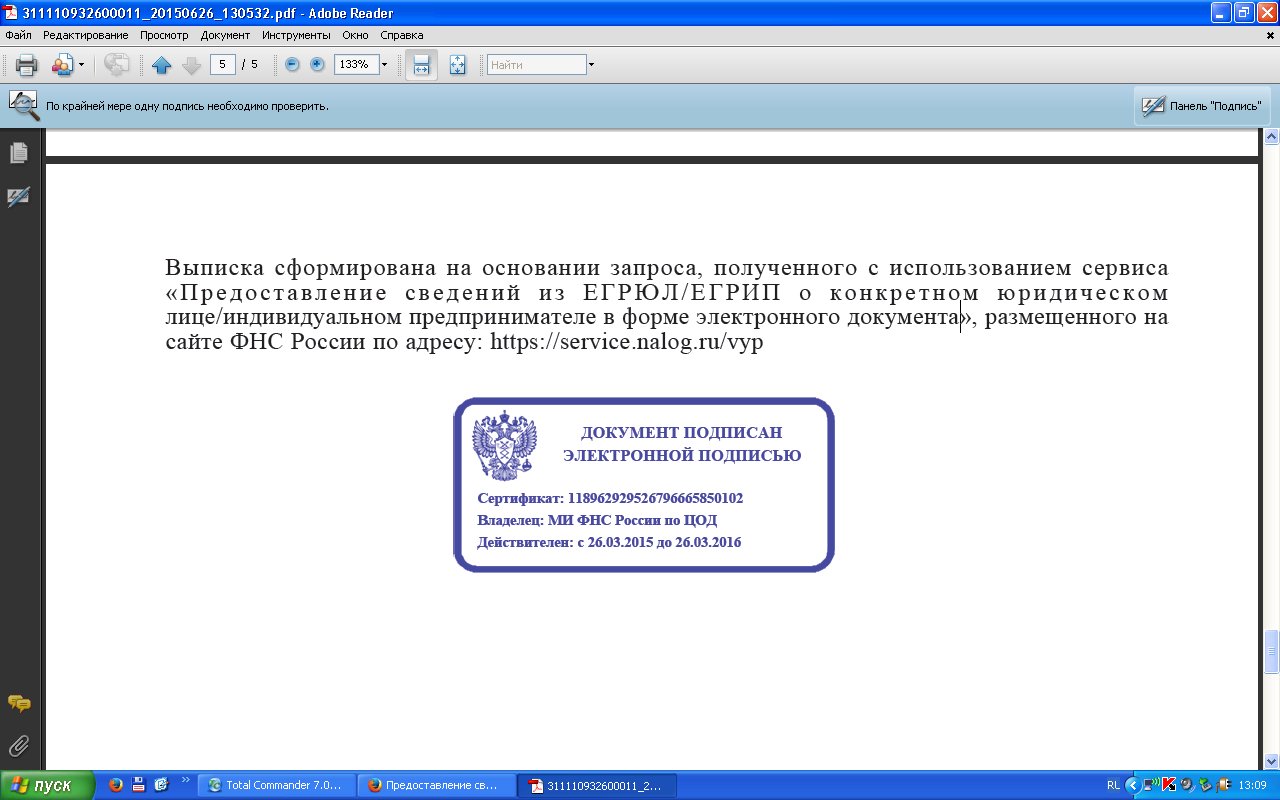 311110932600011_20150626_130532.pdf - Adobe Reader
Файл Редактирование Просмотр Документ Инструменты Окно Справка
5 / 5 133% Найти
По крайней мере одну подпись необходимо проверить. Панель "Подпись"
Выписка сформирована на основании запроса, полученного с использованием сервиса
«Предоставление сведений из ЕГРЮЛ/ЕГРИП о конкретном юридическом
лице/индивидуальном предпринимателе в форме электронного документа», размещенного на
сайте ФНС России по адресу: https://service.nalog.ru/vyp
ДОКУМЕНТ ПОДПИСАН
ЭЛЕКТРОННОЙ ПОДПИСЬЮ
Сертификат: 118962929526796665850102
Владелец: МИ ФНС России по ЦОД
Действителен: с 26.03.2015 до 26.03.2016
пуск Total Commander 7.0... Предоставление св... 311110932600011_2... RL 13:09